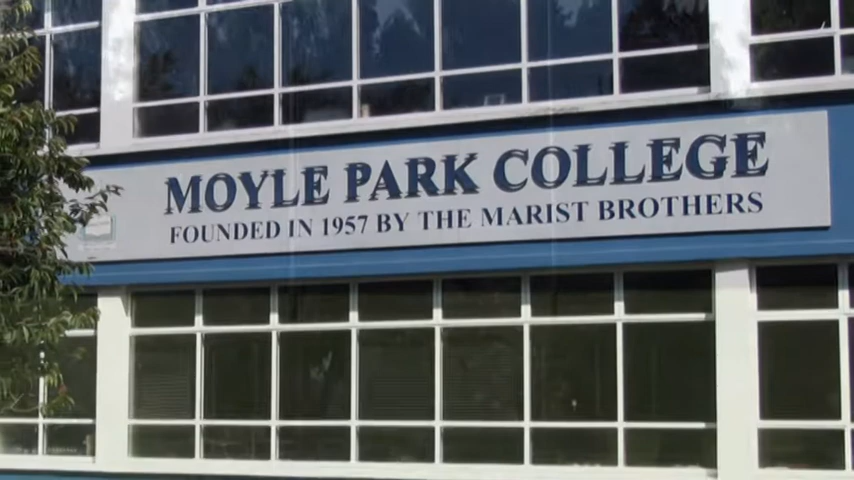 MOYLE PARK COLLEGE
FOUNDED IN 1957 BY THE MARIST BROTHERS